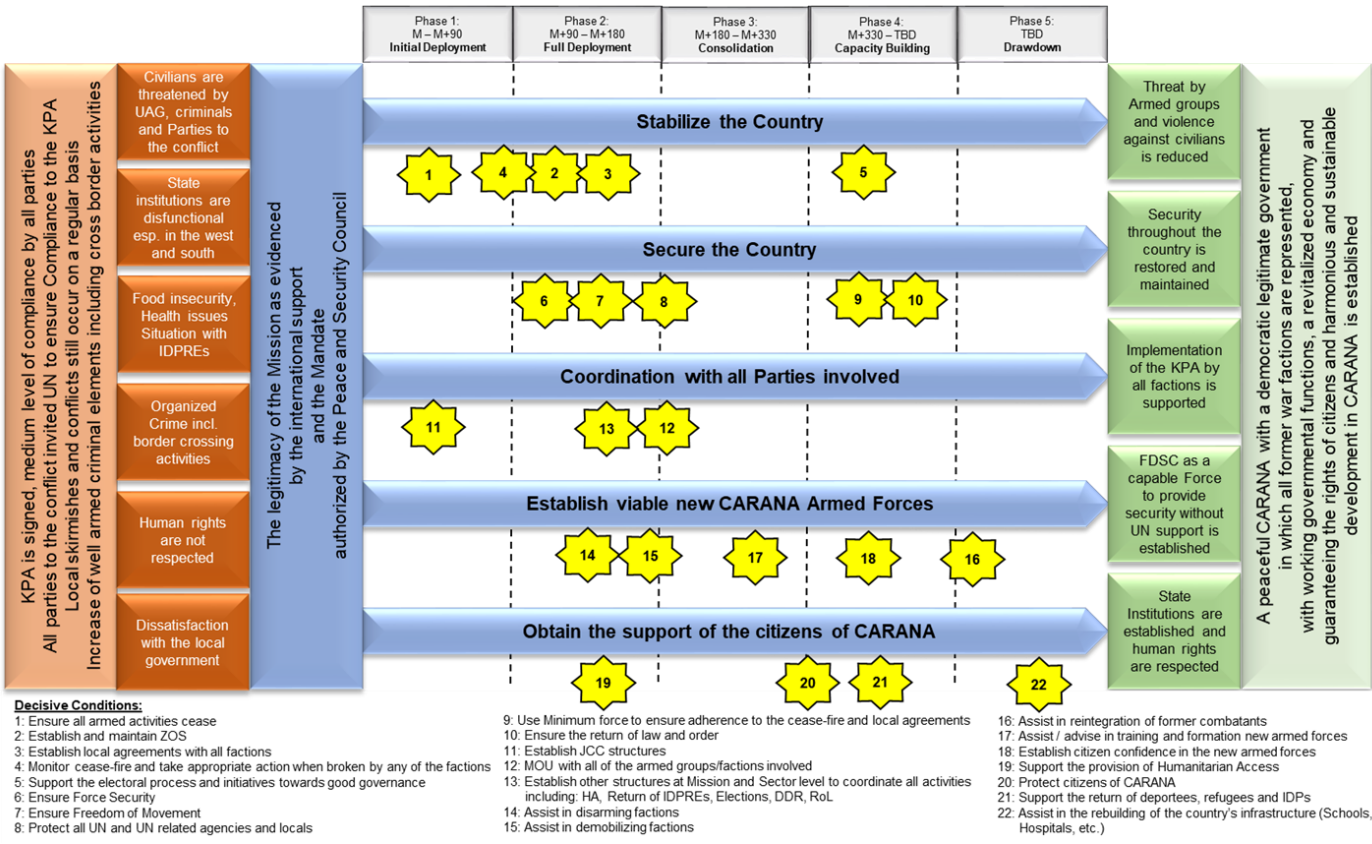 Phase 1:
M – M+90
Initial Deployment
Phase 2:
M+90 – M+180
Full Deployment
Phase 3:
M+180 – M+330
Consolidation
Phase 4:
M+330 – TBD
Capacity Building
Phase 5:
TBD
Drawdown
KPA is signed, medium level of compliance by all parties
All parties to the conflict invited UN to ensure Compliance to the KPA
Local skirmishes and conflicts still occur on a regular basis
Increase of well armed criminal elements including cross border activities
Civilians are
threatened by
UAG, criminals
and Parties to
the conflict
State
institutions are
disfunctional
esp. in the west
and south
Food insecurity,
Health issues
Situation with
IDPREs
Organized
Crime incl.
border crossing
activities
Human rights
are not
respected
Dissatisfaction
with the local
government
The legitimacy of the Mission as evidenced
by the international support
and the Mandate
authorized by the Peace and Security Council
Stabilize the Country
1
4
2
3
5
Secure the Country
6
7
8
9
10
Coordination with all Parties involved
11
13
12
Establish viable new CARANA Armed Forces
14
15
17
18
16
Obtain the support of the citizens of CARANA
19
20
21
22
Threat by
Armed groups
and violence
against civilians
is reduced
Security
throughout the
country is
restored and
maintained
Implementation
of the KPA by
all factions is
supported
FDSC as a
capable Force
to provide
security without
UN support is
established
State
Institutions are
established and
human rights
are respected
A peaceful CARANA with a democratic legitimate government
in which all former war factions are represented,
with working governmental functions, a revitalized economy and
guaranteeing the rights of citizens and harmonious and sustainable
development in CARANA is established
Decisive Conditions:
1: Ensure all armed activities cease
2: Establish and maintain ZOS
3: Establish local agreements with all factions
4: Monitor cease-fire and take appropriate action when broken by any of the factions
5: Support the electoral process and initiatives towards good governance
6: Ensure Force Security
7: Ensure Freedom of Movement
8: Protect all UN and UN related agencies and locals
9: Use Minimum force to ensure adherence to the cease-fire and local agreements
10: Ensure the return of law and order
11: Establish JCC structures
12: MOU with all of the armed groups/factions involved
13: Establish other structures at Mission and Sector level to coordinate all activities
including: HA, Return of IDPREs, Elections, DDR, RoL
14: Assist in disarming factions
15: Assist in demobilizing factions
16: Assist in reintegration of former combatants
17: Assist / advise in training and formation new armed forces
18: Establish citizen confidence in the new armed forces
19: Support the provision of Humanitarian Access
20: Protect citizens of CARANA
21: Support the return of deportees, refugees and IDPs
22: Assist in the rebuilding of the country's infrastructure (Schools,
Hospitals, etc.)